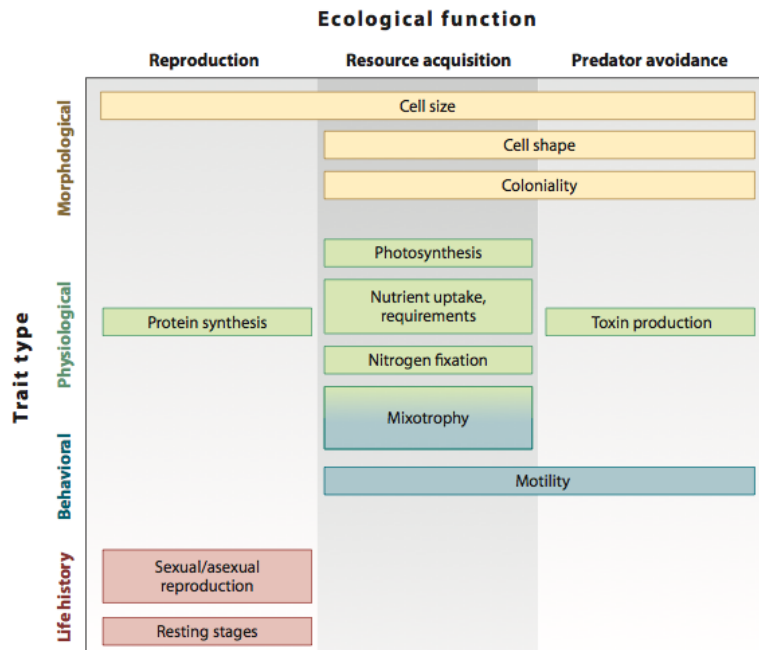 Ecological function
Reproduction
Resource acquisition
Predator avoidance
Trait type
Morphological
Cell size
Cell shape
Coloniality
Physiological
Photosynthesis
Nutrient uptake,
requirements
Protein synthesis
Toxin production
Nitrogen fixation
Mixotrophy
Behavioral
Motility
Life history
Sexual/asexual
reproduction
Resting stages